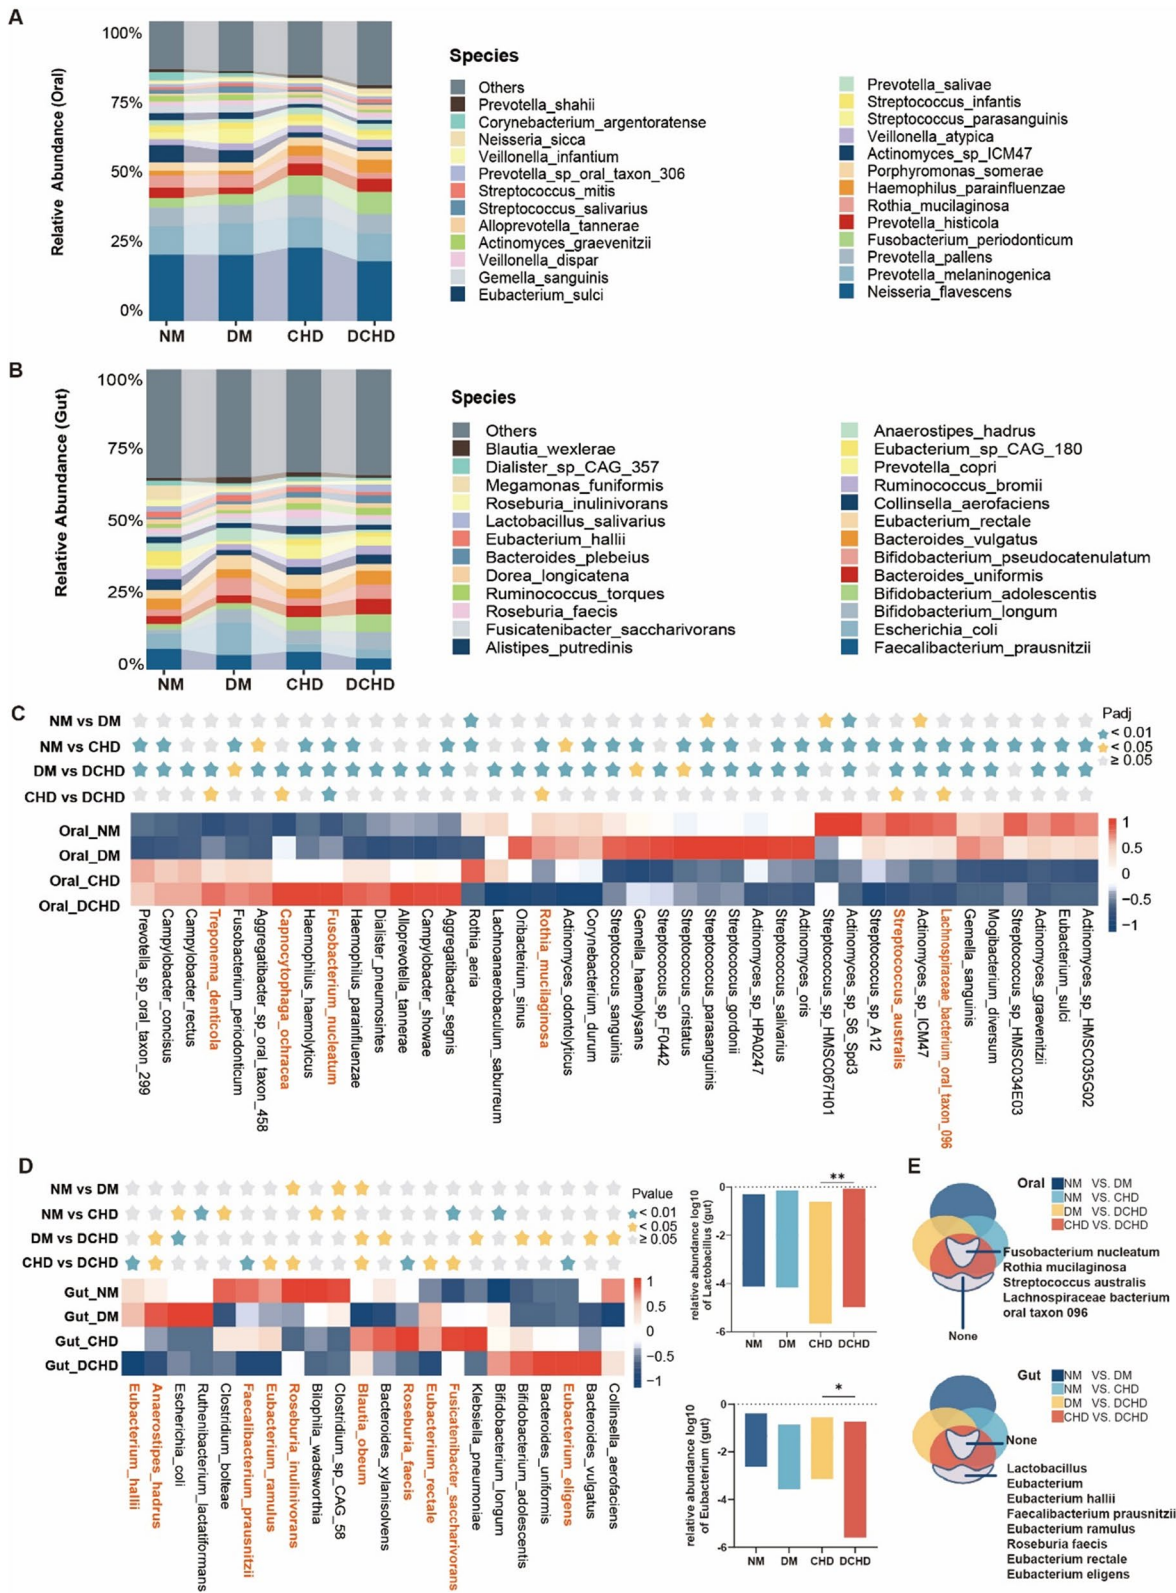 A
Relative Abundance (Oral)
100%
75%
50%
25%
0%
NM
DM
CHD
DCHD
Species
Others
Prevotella_shahii
Corynebacterium_argentoratense
Neisseria_sicca
Veillonella_infantium
Prevotella_sp_oral_taxon_306
Streptococcus_mitis
Streptococcus_salivarius
Alloprevotella_tannerae
Actinomyces_graevenitzii
Veillonella_dispar
Gemella_sanguinis
Eubacterium_sulci
Prevotella_salivae
Streptococcus_infantis
Streptococcus_parasanguinis
Veillonella_atypica
Actinomyces_sp_ICM47
Porphyromonas_somerae
Haemophilus_parainfluenzae
Rothia_mucilaginosa
Prevotella_histicola
Fusobacterium_periodonticum
Prevotella_pallens
Prevotella_melaninogenica
Neisseria_flavescens
B
Relative Abundance (Gut)
100%
75%
50%
25%
0%
NM
DM
CHD
DCHD
Species
Others
Blautia_wexlerae
Dialister_sp_CAG_357
Megamonas_funiformis
Roseburia_inulinivorans
Lactobacillus_salivarius
Eubacterium_hallii
Bacteroides_plebeius
Dorea_longicatena
Ruminococcus_torques
Roseburia_faecis
Fusicatenibacter_saccharivorans
Alistipes_putredinis
Anaerostipes_hadrus
Eubacterium_sp_CAG_180
Prevotella_copri
Ruminococcus_bromii
Collinsella_aerofaciens
Eubacterium_rectale
Bacteroides_vulgatus
Bifidobacterium_pseudocatenulatum
Bacteroides_uniformis
Bifidobacterium_adolescentis
Bifidobacterium_longum
Escherichia_coli
Faecalibacterium_prausnitzii
C
NM vs DM
NM vs CHD
DM vs DCHD
CHD vs DCHD
Padj
< 0.01
< 0.05
≥ 0.05
Oral_NM
Oral_DM
Oral_CHD
Oral_DCHD
1
0.5
0
−0.5
−1
Prevotella_sp_oral_taxon_299
Campylobacter_concisus
Campylobacter_rectus
Treponema_denticola
Fusobacterium_periodonticum
Aggregatibacter_sp_oral_taxon_458
Capnocytophaga_ochracea
Haemophilus_haemolyticus
Fusobacterium_nucleatum
Haemophilus_parainfluenzae
Dialister_pneumosintes
Alloprevotella_tannerae
Campylobacter_showae
Aggregatibacter_segnis
Rothia_aeria
Lachnoanaerobaculum_saburreum
Oribacterium_sinus
Rothia_mucilaginosa
Actinomyces_odontolyticus
Corynebacterium_durum
Streptococcus_sanguinis
Gemella_haemolysans
Streptococcus_sp_F0442
Streptococcus_cristatus
Streptococcus_parasanguinis
Streptococcus_gordonii
Actinomyces_sp_HPA0247
Streptococcus_salivarius
Actinomyces_oris
Streptococcus_sp_HMSC067H01
Actinomyces_sp_S6_Spd3
Streptococcus_sp_A12
Streptococcus_australis
Actinomyces_sp_ICM47
Lachnospiraceae_bacterium_oral_taxon_096
Gemella_sanguinis
Mogibacterium_diversum
Streptococcus_sp_HMSC034E03
Actinomyces_graevenitzii
Eubacterium_sulci
Actinomyces_sp_HMSC035G02
D
NM vs DM
NM vs CHD
DM vs DCHD
CHD vs DCHD
Pvalue
< 0.01
< 0.05
≥ 0.05
Gut_NM
Gut_DM
Gut_CHD
Gut_DCHD
1
0.5
0
−0.5
−1
Eubacterium_hallii
Anaerostipes_hadrus
Escherichia_coli
Ruthenibacterium_lactatiformans
Clostridium_bolteae
Faecalibacterium_prausnitzii
Eubacterium_ramulus
Roseburia_inulinivorans
Bilophila_wadsworthia
Clostridium_sp_CAG_58
Blautia_obeum
Bacteroides_xylanisolvens
Roseburia_faecis
Eubacterium_rectale
Fusicatenibacter_saccharivorans
Klebsiella_pneumoniae
Bifidobacterium_longum
Bifidobacterium_adolescentis
Bacteroides_uniformis
Eubacterium_eligens
Bacteroides_vulgatus
Collinsella_aerofaciens
relative abundance log10
of Lactobacillus (gut)
0
-2
-4
-6
**
NM
DM
CHD
DCHD
relative abundance log10
of Eubacterium (gut)
0
-2
-4
-6
*
NM
DM
CHD
DCHD
E
Oral
NM VS. DM
NM VS. CHD
DM VS. DCHD
CHD VS. DCHD
Fusobacterium nucleatum
Rothia mucilaginosa
Streptococcus australis
Lachnospiraceae bacterium
oral taxon 096
None
Gut
NM VS. DM
NM VS. CHD
DM VS. DCHD
CHD VS. DCHD
None
Lactobacillus
Eubacterium
Eubacterium hallii
Faecalibacterium prausnitzii
Eubacterium ramulus
Roseburia faecis
Eubacterium rectale
Eubacterium eligens